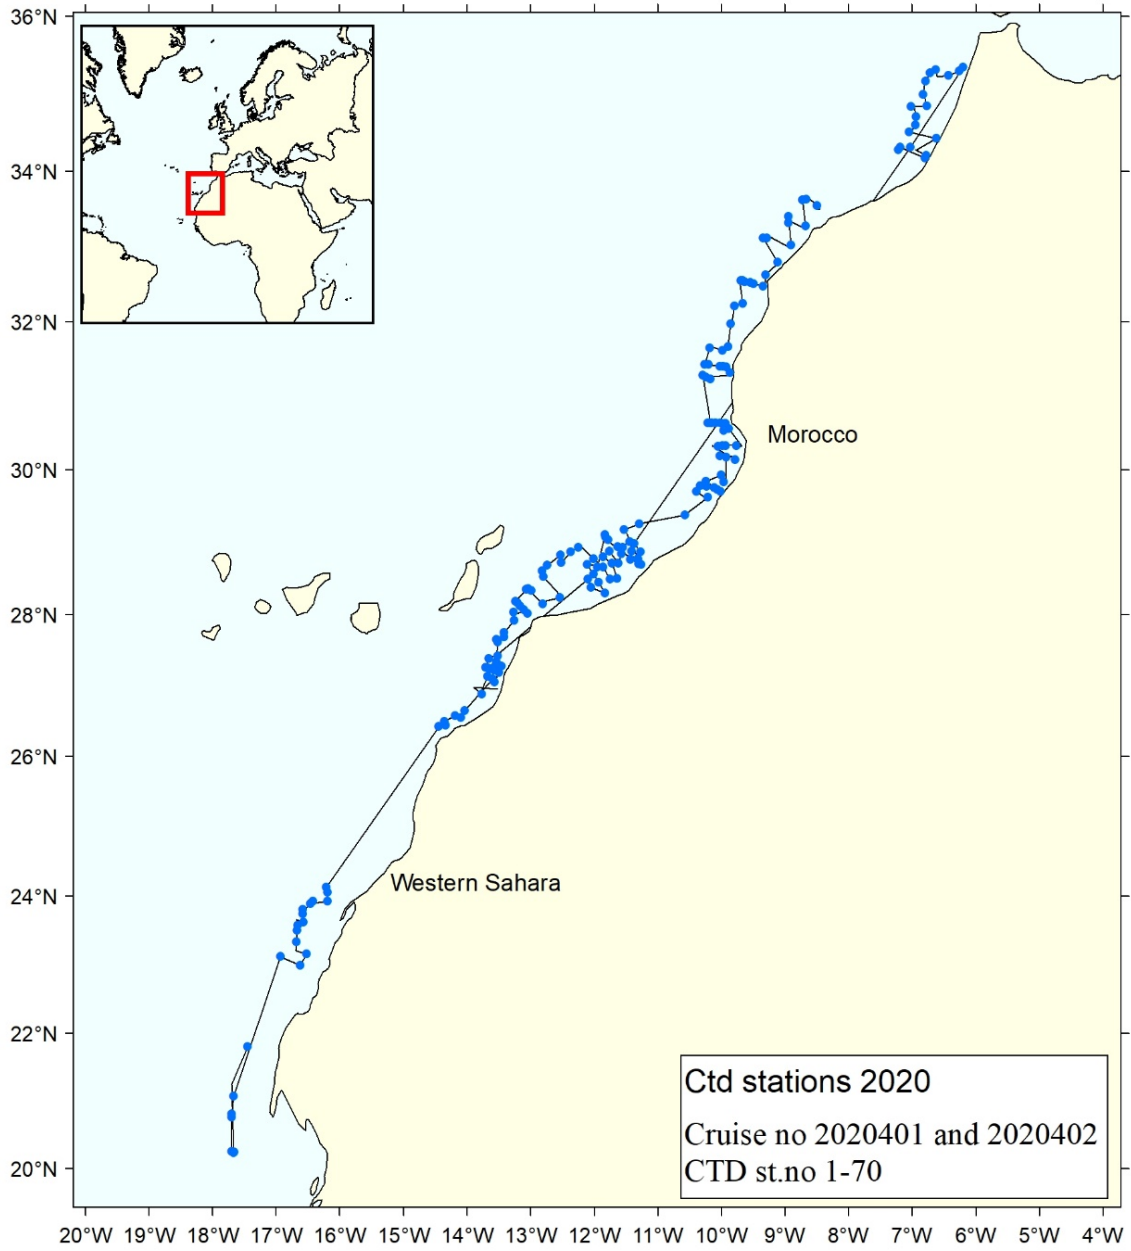 36°N
34°N
32°N
30°N
28°N
26°N
24°N
22°N
20°N
Morocco
Western Sahara
Ctd stations 2020
Cruise no 2020401 and 2020402
CTD st.no 1-70
20°W 19°W 18°W 17°W 16°W 15°W 14°W 13°W 12°W 11°W 10°W 9°W 8°W 7°W 6°W 5°W 4°W